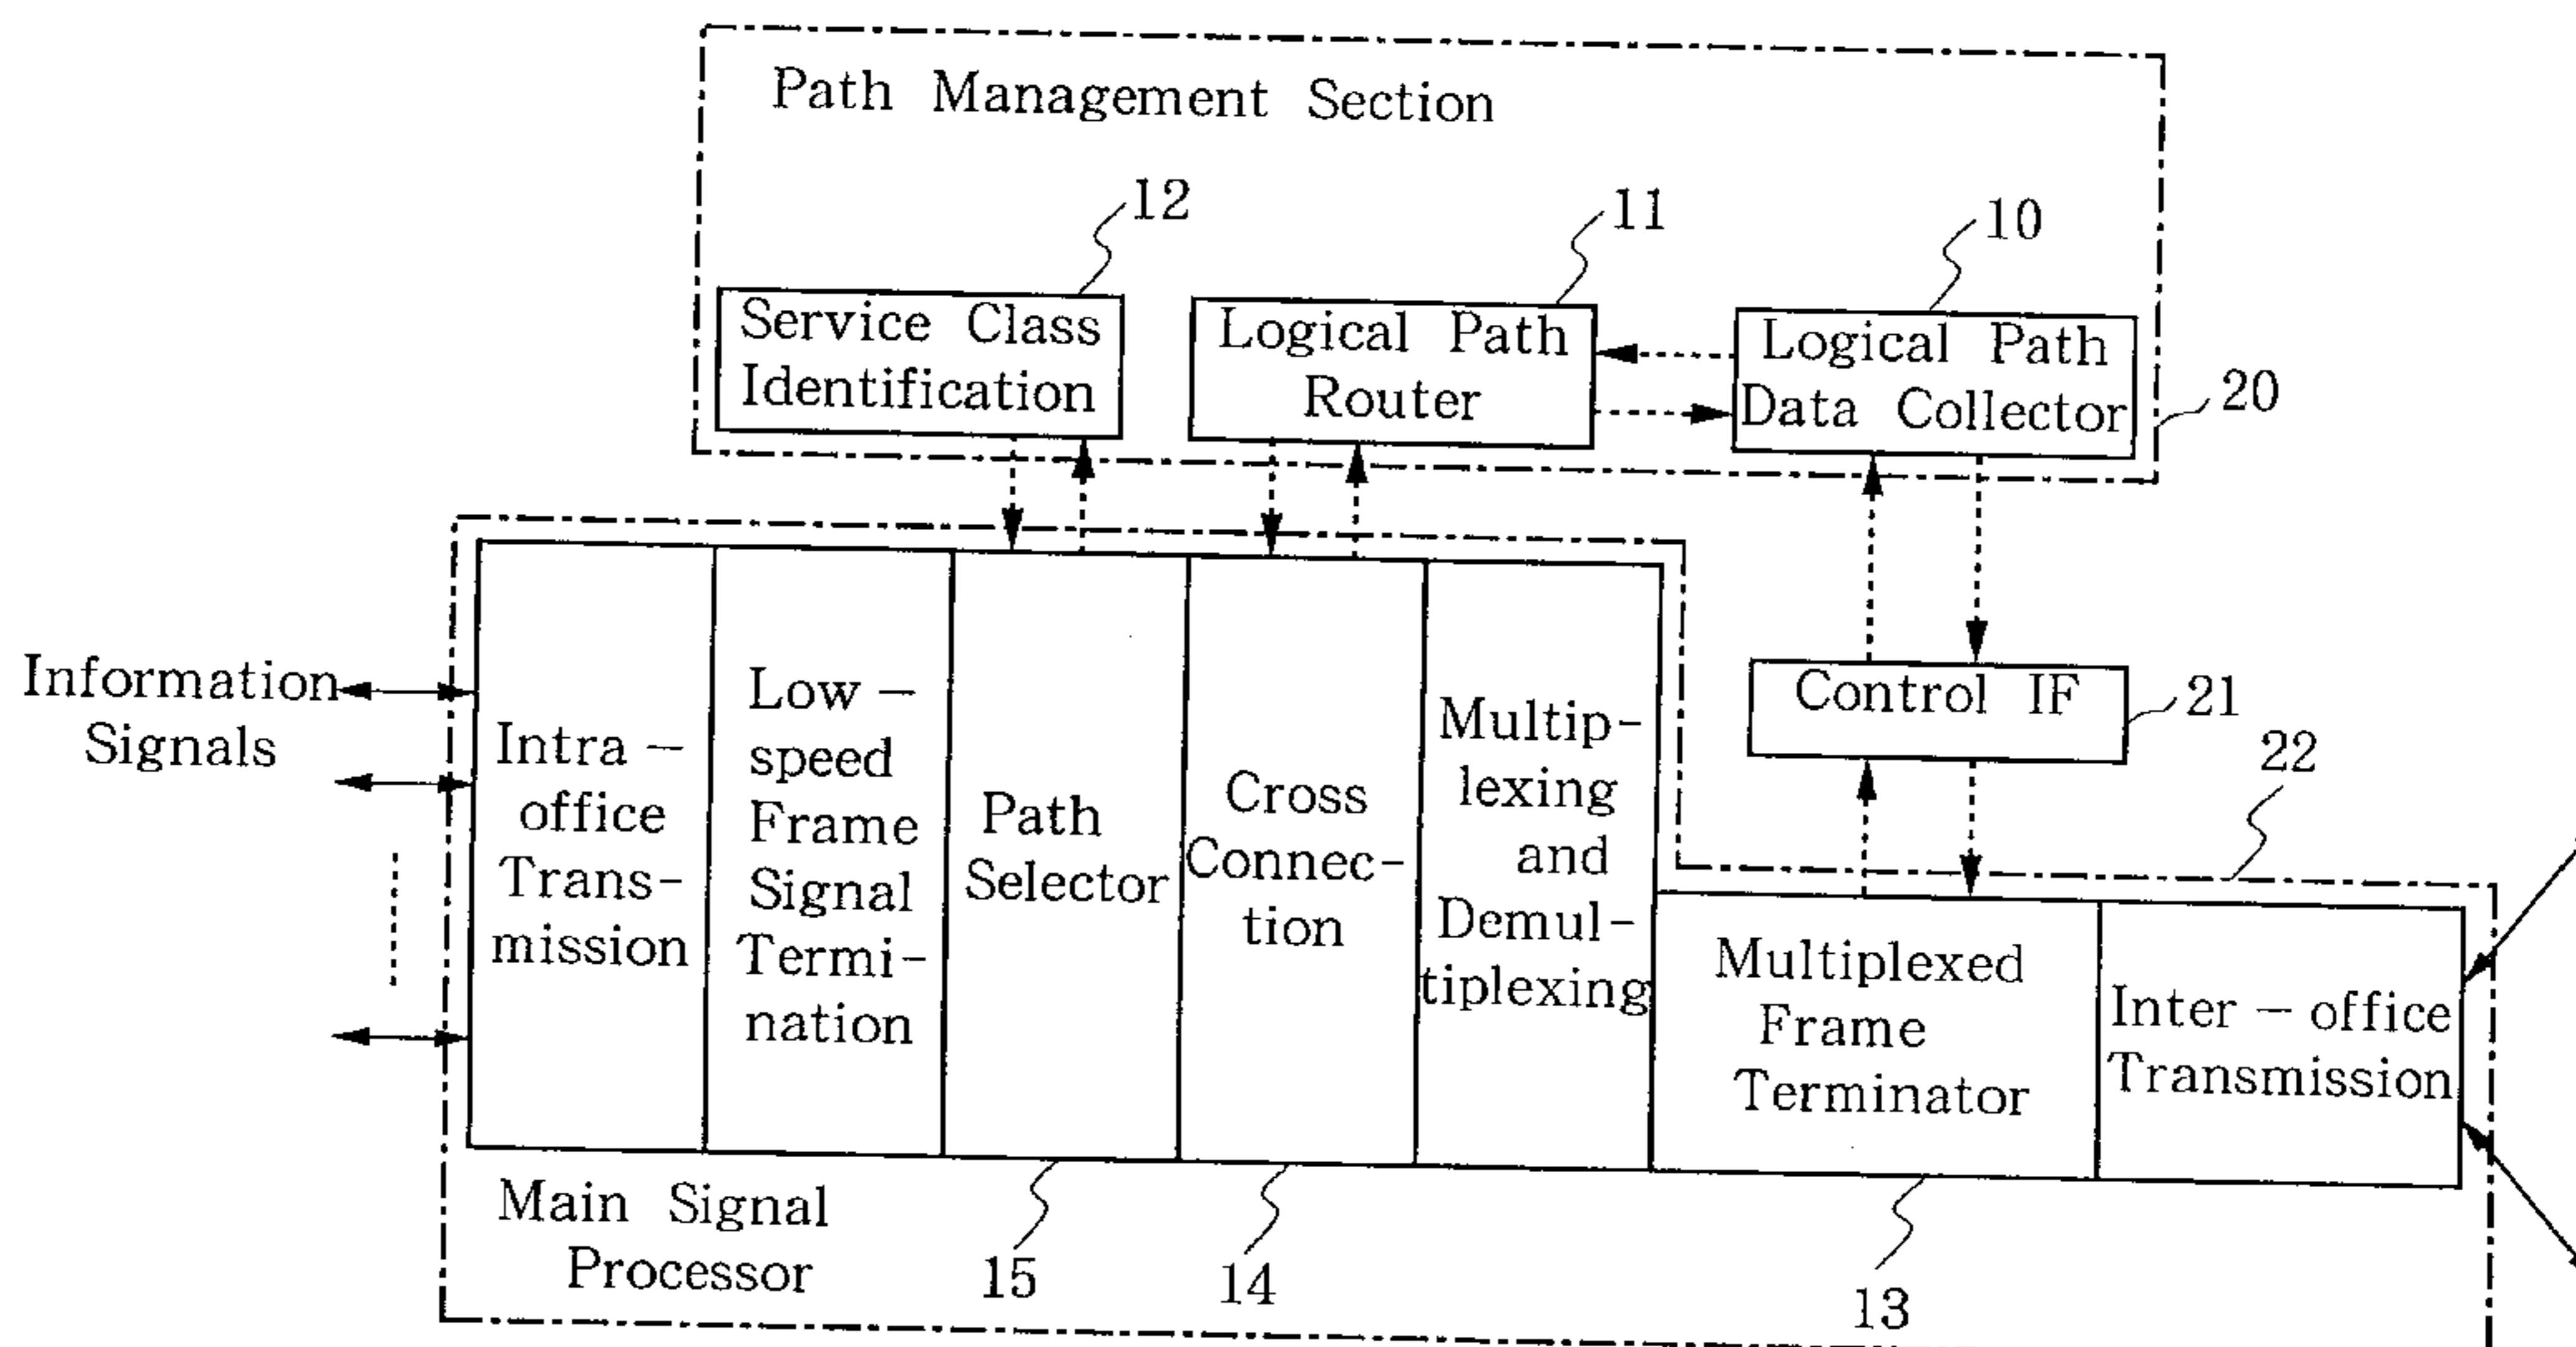 Path Management Section
12
11
10
Service Class
Identification
Logical Path
Router
Logical Path
Data Collector
20
Information
Signals
Intra-
office
Trans-
mission
Low-
speed
Frame
Signal
Termi-
nation
Path
Selector
Cross
Connec-
tion
Multip-
lexing
and
Demul-
tiplexing
Control IF
21
22
Multiplexed
Frame
Terminator
Inter-office
Transmission
Main Signal
Processor
15
14
13